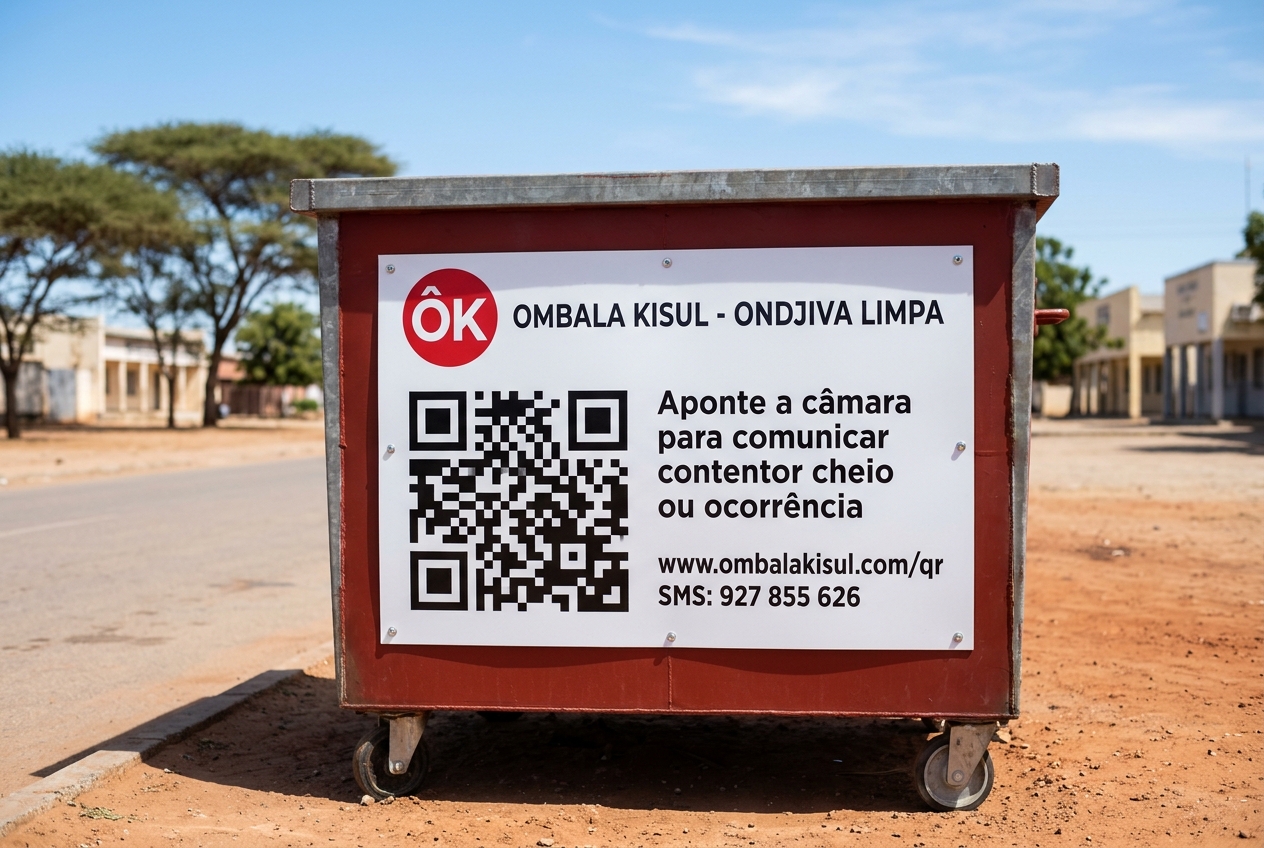 ÔK
OMBALA KISUL - ONDJIVA LIMPA
Aponte a câmara
para comunicar
contentor cheio
ou ocorrência
www.ombalakisul.com/qr
SMS: 927 855 626